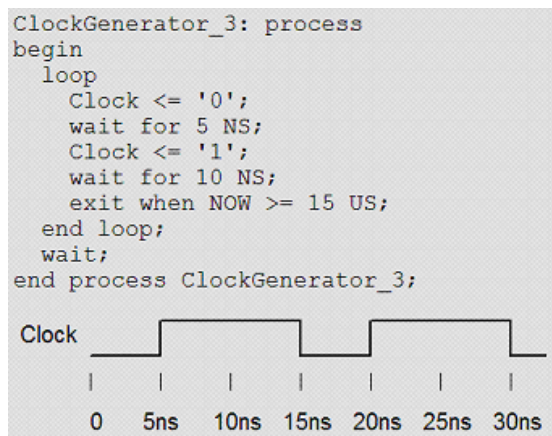 ClockGenerator_3: process
begin
  loop
    Clock <= '0';
    wait for 5 NS;
    Clock <= '1';
    wait for 10 NS;
    exit when NOW >= 15 US;
  end loop;
  wait;
end process ClockGenerator_3;
Clock
0 5ns 10ns 15ns 20ns 25ns 30ns